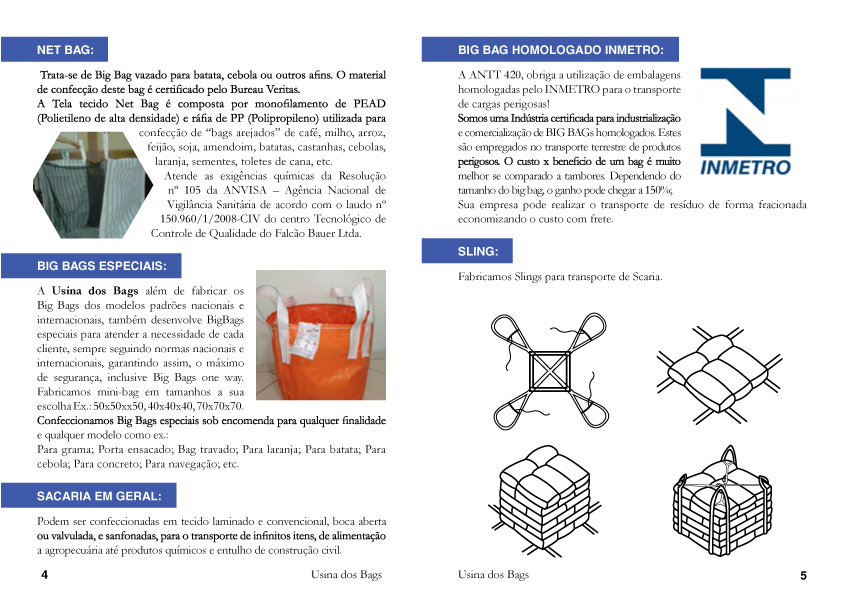 NET BAG:
Trata-se de Big Bag vazado para batata, cebola ou outros afins. O material
de confecção deste bag é certificado pelo Bureau Veritas.
A Tela tecido Net Bag é composta por monofilamento de PEAD
(Polietileno de alta densidade) e ráfia de PP (Polipropileno) utilizada para
confecção de “bags arejados” de café, milho, arroz,
feijão, soja, amendoim, batatas, castanhas, cebolas,
laranja, sementes, toletes de cana, etc.
Atende as exigências químicas da Resolução
nº 105 da ANVISA – Agência Nacional de
Vigilância Sanitária de acordo com o laudo nº
150.960/1/2008-CIV do centro Tecnológico de
Controle de Qualidade do Falcão Bauer Ltda.
BIG BAGS ESPECIAIS:
A Usina dos Bags além de fabricar os
Big Bags dos modelos padrões nacionais e
internacionais, também desenvolve BigBags
especiais para atender a necessidade de cada
cliente, sempre seguindo normas nacionais e
internacionais, garantindo assim, o máximo
de segurança, inclusive Big Bags one way.
Fabricamos mini-bag em tamanhos a sua
escolha Ex.: 50x50xx50, 40x40x40, 70x70x70.
Confeccionamos Big Bags especiais sob encomenda para qualquer finalidade
e qualquer modelo como ex.:
Para grama; Porta ensacado; Bag travado; Para laranja; Para batata; Para
cebola; Para concreto; Para navegação; etc.
SACARIA EM GERAL:
Podem ser confeccionadas em tecido laminado e convencional, boca aberta
ou valvulada, e sanfonadas, para o transporte de infinitos itens, de alimentação
a agropecuária até produtos químicos e entulho de construção civil.
4
Usina dos Bags
BIG BAG HOMOLOGADO INMETRO:
A ANTT 420, obriga a utilização de embalagens
homologadas pelo INMETRO para o transporte
de cargas perigosas!
Somos uma Indústria certificada para industrialização
e comercialização de BIG BAGs homologados. Estes
são empregados no transporte terrestre de produtos
perigosos. O custo x beneficio de um bag é muito
melhor se comparado a tambores. Dependendo do
tamanho do big bag, o ganho pode chegar a 150%;
Sua empresa pode realizar o transporte de resíduo de forma fracionada
economizando o custo com frete.
INMETRO
SLING:
Fabricamos Slings para transporte de Scaria.
Usina dos Bags
5